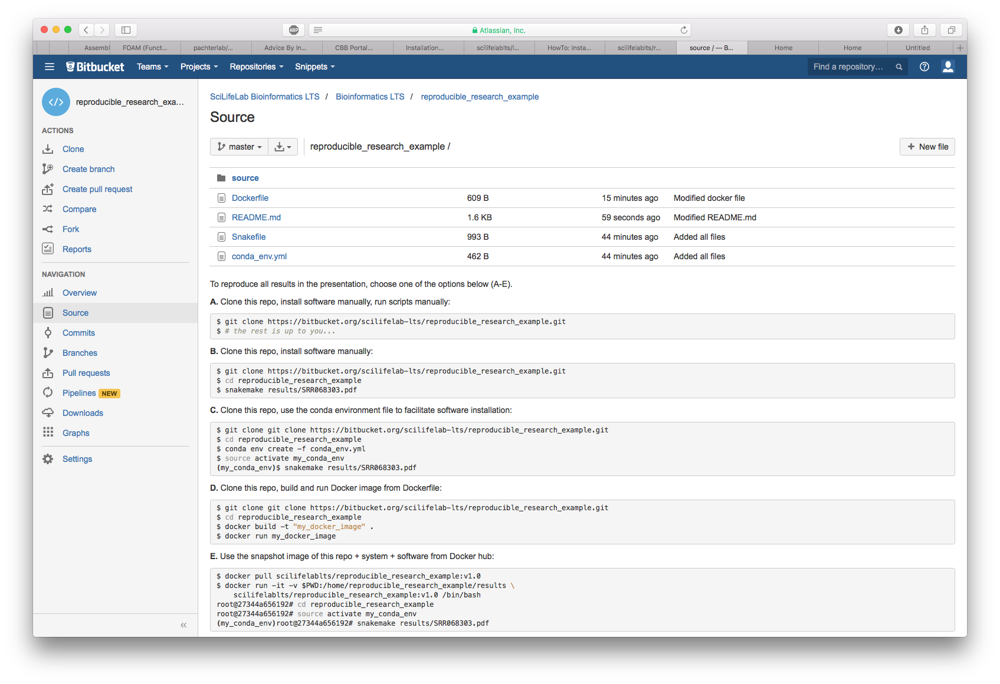 ABP
Atlassian, Inc.
Assembl
FOAM (Funct...
pachterlab/...
Advice By In...
CBB Portal...
Installation...
scilifelablts/l...
HowTo: Insta...
scilifelablts/r...
source / — B...
Home
Home
Untitled
Bitbucket
Teams
Projects
Repositories
Snippets
Find a repository...
reproducible_research_exa...
ACTIONS
Clone
Create branch
Create pull request
Compare
Fork
Reports
NAVIGATION
Overview
Source
Commits
Branches
Pull requests
Pipelines NEW
Downloads
Graphs
Settings
SciLifeLab Bioinformatics LTS / Bioinformatics LTS / reproducible_research_example
Source
master
reproducible_research_example /
+ New file
source
Dockerfile 609 B 15 minutes ago Modified docker file
README.md 1.6 KB 59 seconds ago Modified README.md
Snakefile 993 B 44 minutes ago Added all files
conda_env.yml 462 B 44 minutes ago Added all files
To reproduce all results in the presentation, choose one of the options below (A-E).
A. Clone this repo, install software manually, run scripts manually:
$ git clone https://bitbucket.org/scilifelab-lts/reproducible_research_example.git
$ # the rest is up to you...
B. Clone this repo, install software manually:
$ git clone https://bitbucket.org/scilifelab-lts/reproducible_research_example.git
$ cd reproducible_research_example
$ snakemake results/SRR068303.pdf
C. Clone this repo, use the conda environment file to facilitate software installation:
$ git clone git clone https://bitbucket.org/scilifelab-lts/reproducible_research_example.git
$ cd reproducible_research_example
$ conda env create -f conda_env.yml
$ source activate my_conda_env
(my_conda_env)$ snakemake results/SRR068303.pdf
D. Clone this repo, build and run Docker image from Dockerfile:
$ git clone git clone https://bitbucket.org/scilifelab-lts/reproducible_research_example.git
$ cd reproducible_research_example
$ docker build -t "my_docker_image" .
$ docker run my_docker_image
E. Use the snapshot image of this repo + system + software from Docker hub:
$ docker pull scilifelablts/reproducible_research_example:v1.0
$ docker run -it -v $PWD:/home/reproducible_research_example/results \
scilifelablts/reproducible_research_example:v1.0 /bin/bash
root@27344a656192# cd reproducible_research_example
root@27344a656192# source activate my_conda_env
(my_conda_env)root@27344a656192# snakemake results/SRR068303.pdf